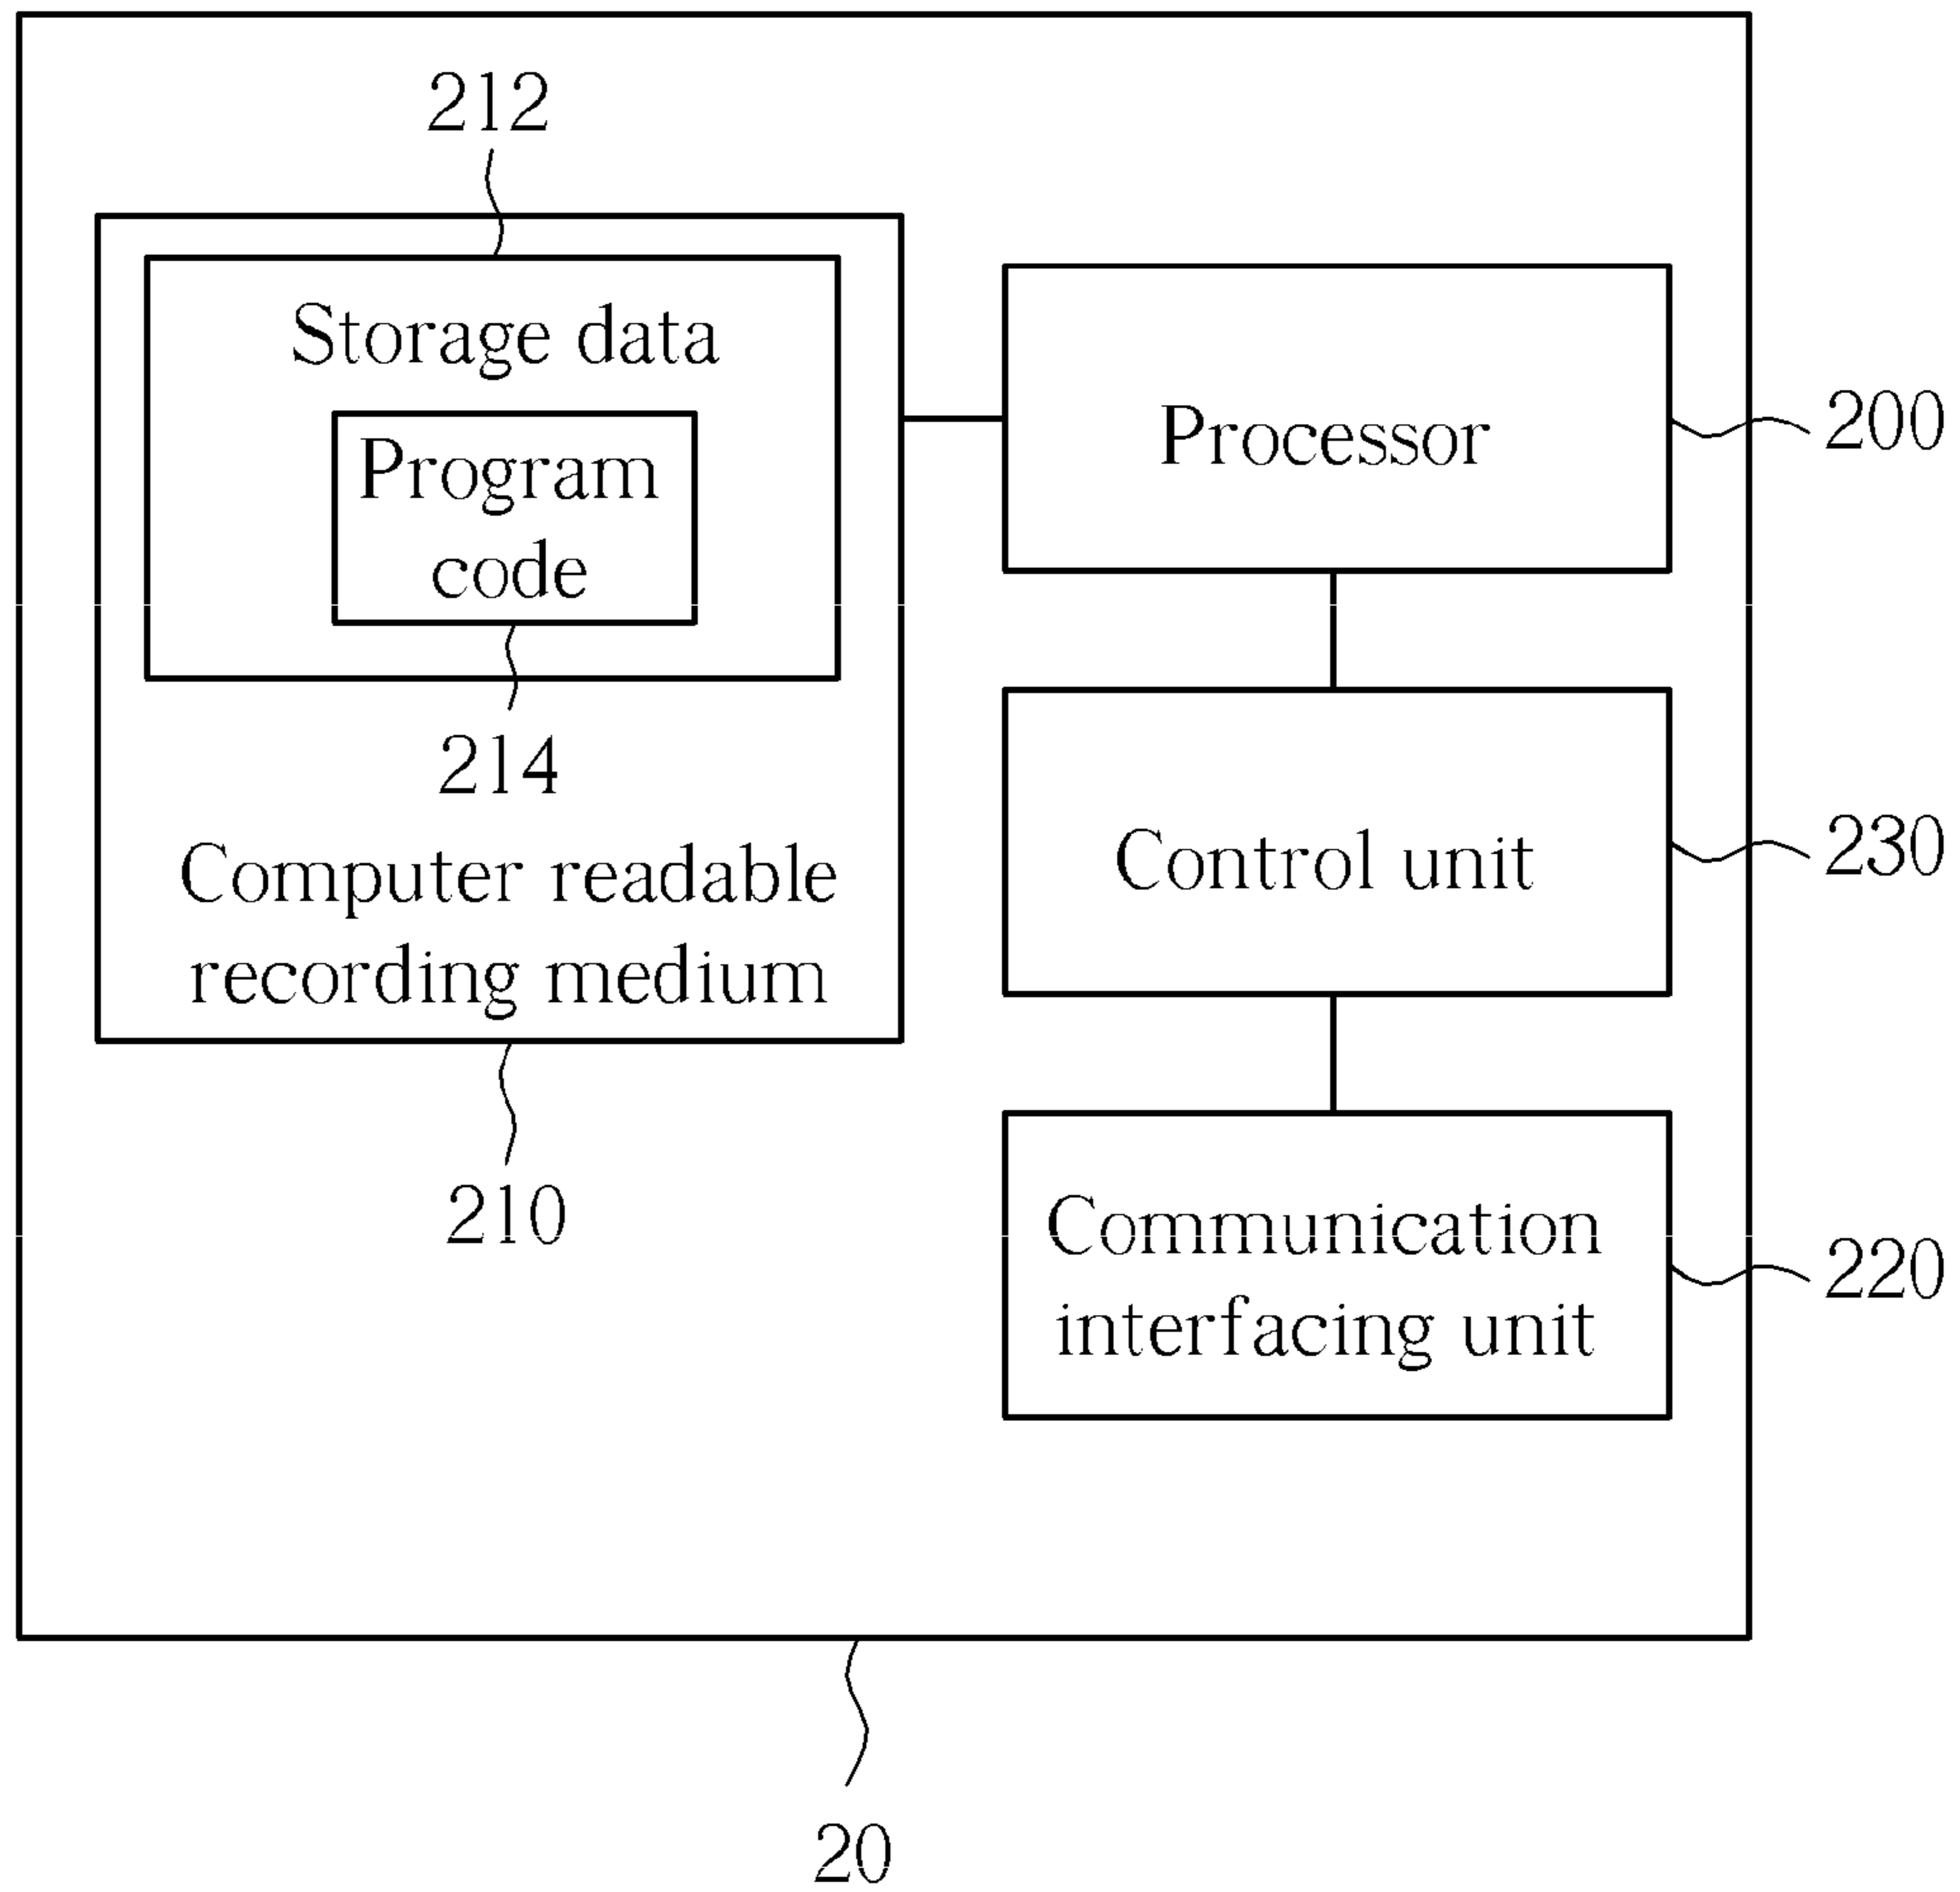 212
Storage data
Program
code
214
Computer readable
recording medium
210
Processor
200
Control unit
230
Communication
interfacing unit
220
20